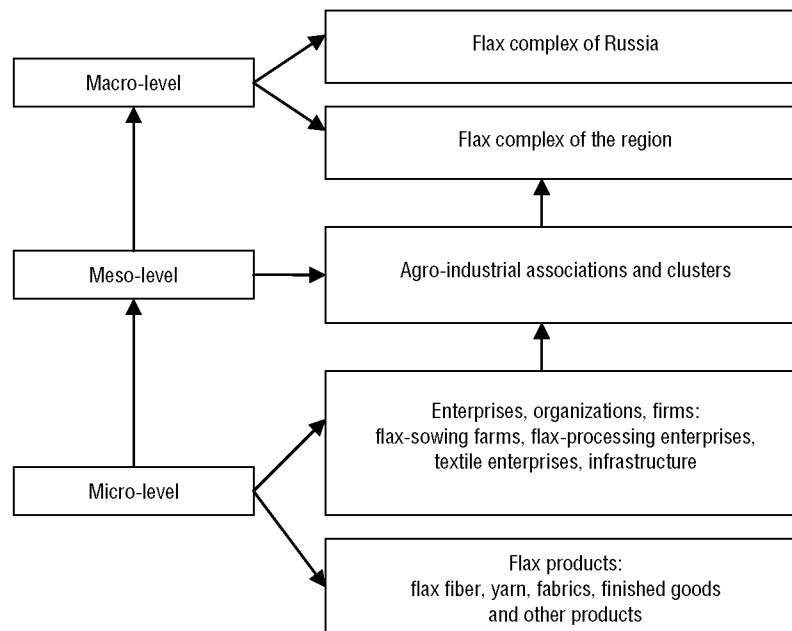 Macro-level
Flax complex of Russia
Flax complex of the region
Meso-level
Agro-industrial associations and clusters
Micro-level
Enterprises, organizations, firms:
flax-sowing farms, flax-processing enterprises,
textile enterprises, infrastructure
Flax products:
flax fiber, yarn, fabrics, finished goods
and other products